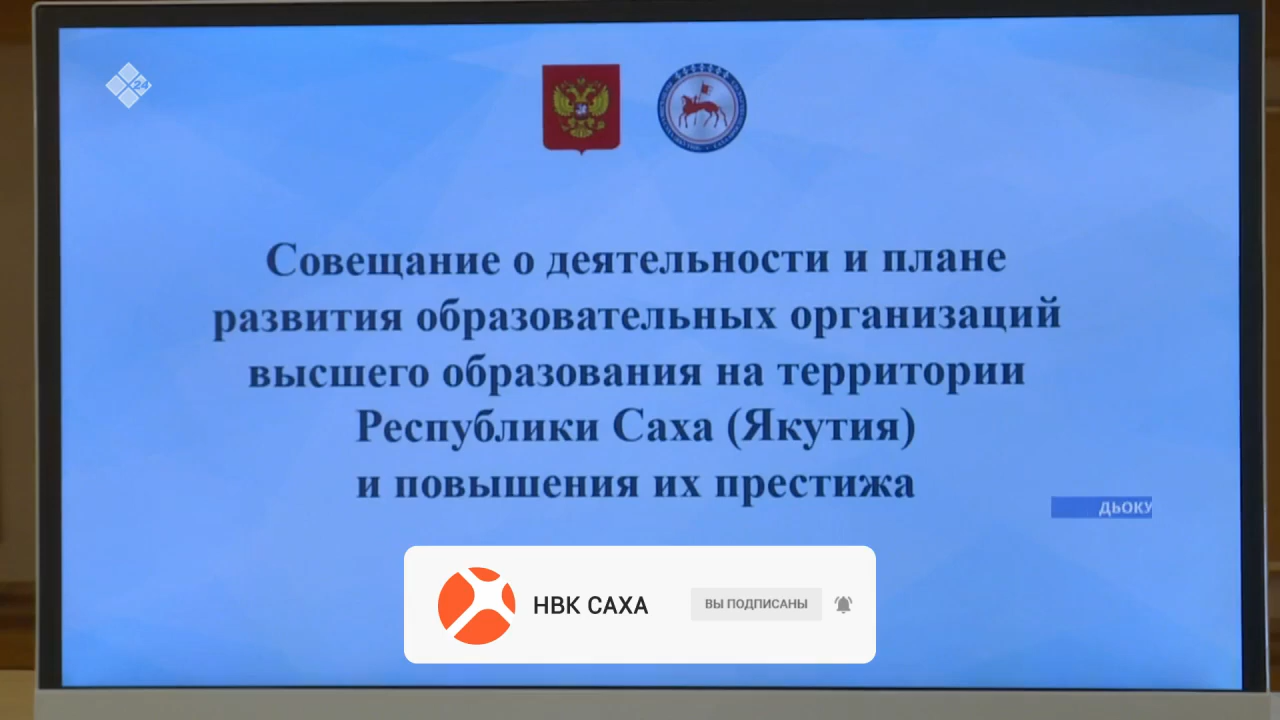 24
Совещание о деятельности и плане
развития образовательных организаций
высшего образования на территории
Республики Саха (Якутия)
и повышения их престижа
ДЬОКУ
НВК САХА
ВЫ ПОДПИСАНЫ